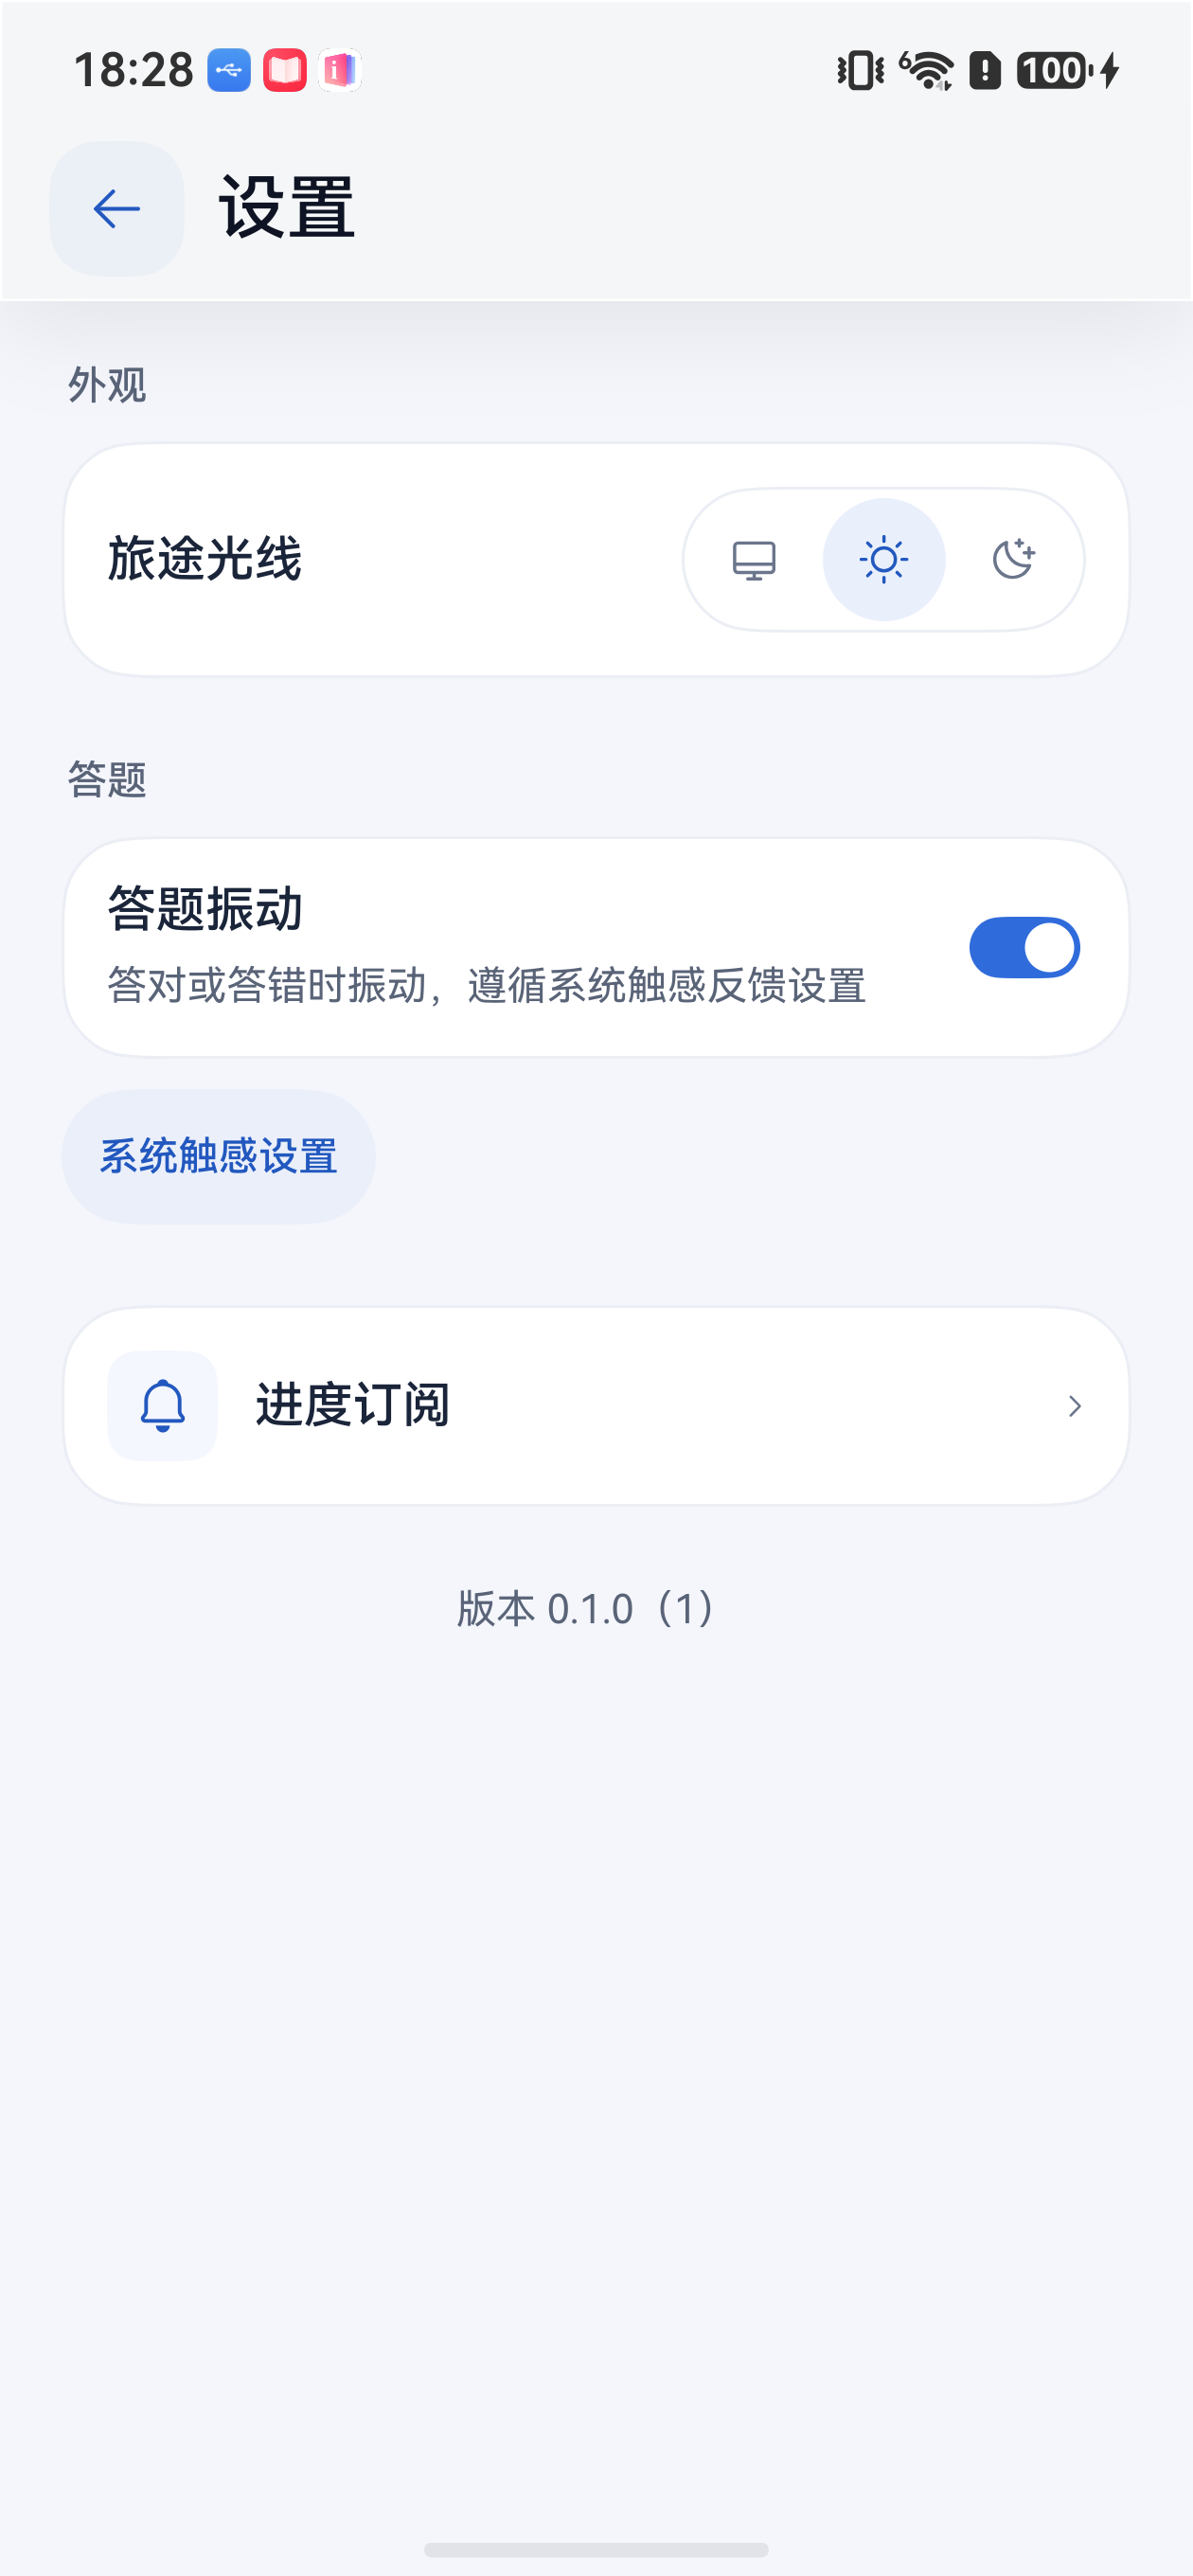 18:28
6
100
设置
外观
旅途光线
答题
答题振动
答对或答错时振动，遵循系统触感反馈设置
系统触感设置
进度订阅
版本 0.1.0（1）